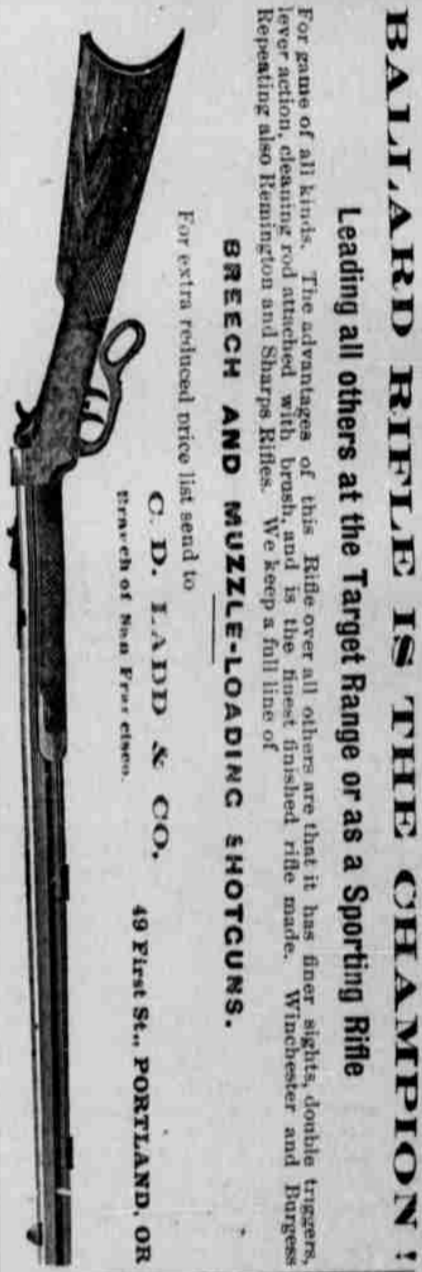 BALLARD RIFLE IS THE CHAMPION!
Leading all others at the Target Range or as a Sporting Rifle
For game of all kinds. The advantages of this Rifle over all others are that it has finer sights, double triggers,
lever action, cleaning rod attached with brush, and is the finest finished rifle made. Winchester and Burgess
Repeating also Remington and Sharps Rifles. We keep a full line of
BREECH AND MUZZLE-LOADING SHOTGUNS.
For extra reduced price list send to
C. D. LADD & CO.
Branch of San Francisco.
49 First St., PORTLAND, OR